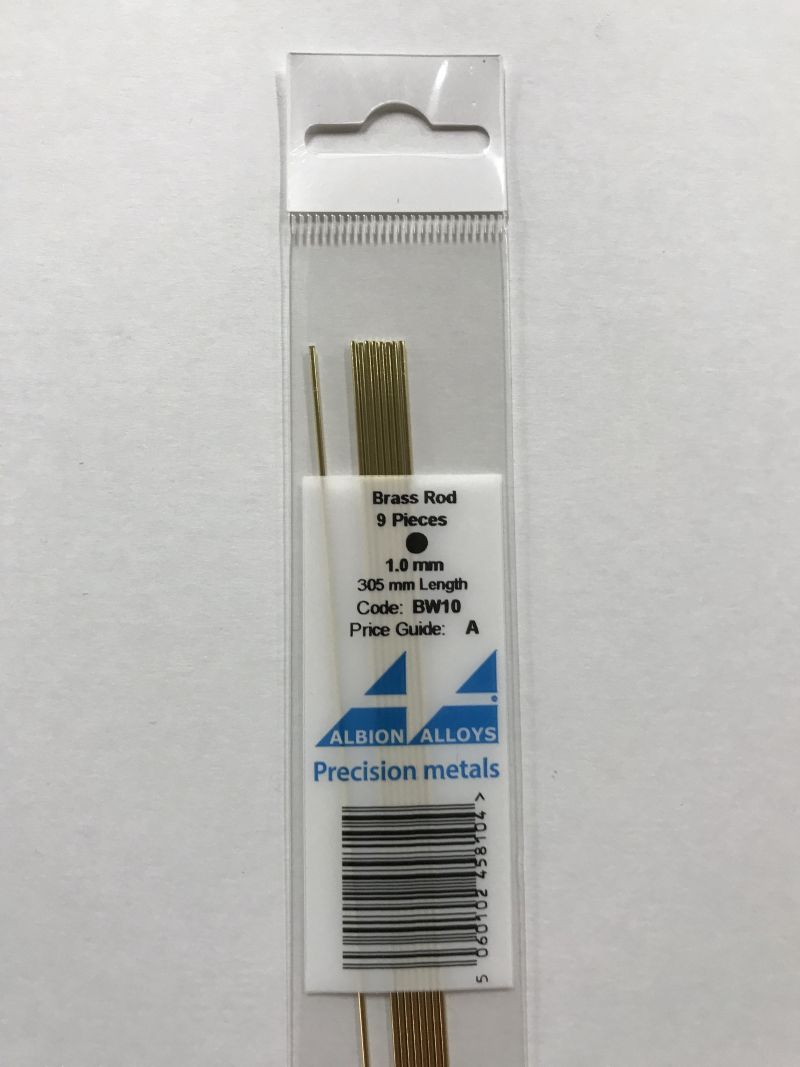 Brass Rod
9 Pieces
1.0 mm
305 mm Length
Code: BW10
Price Guide: A
ALBION ALLOYS
Precision metals
5 060102 458104 >